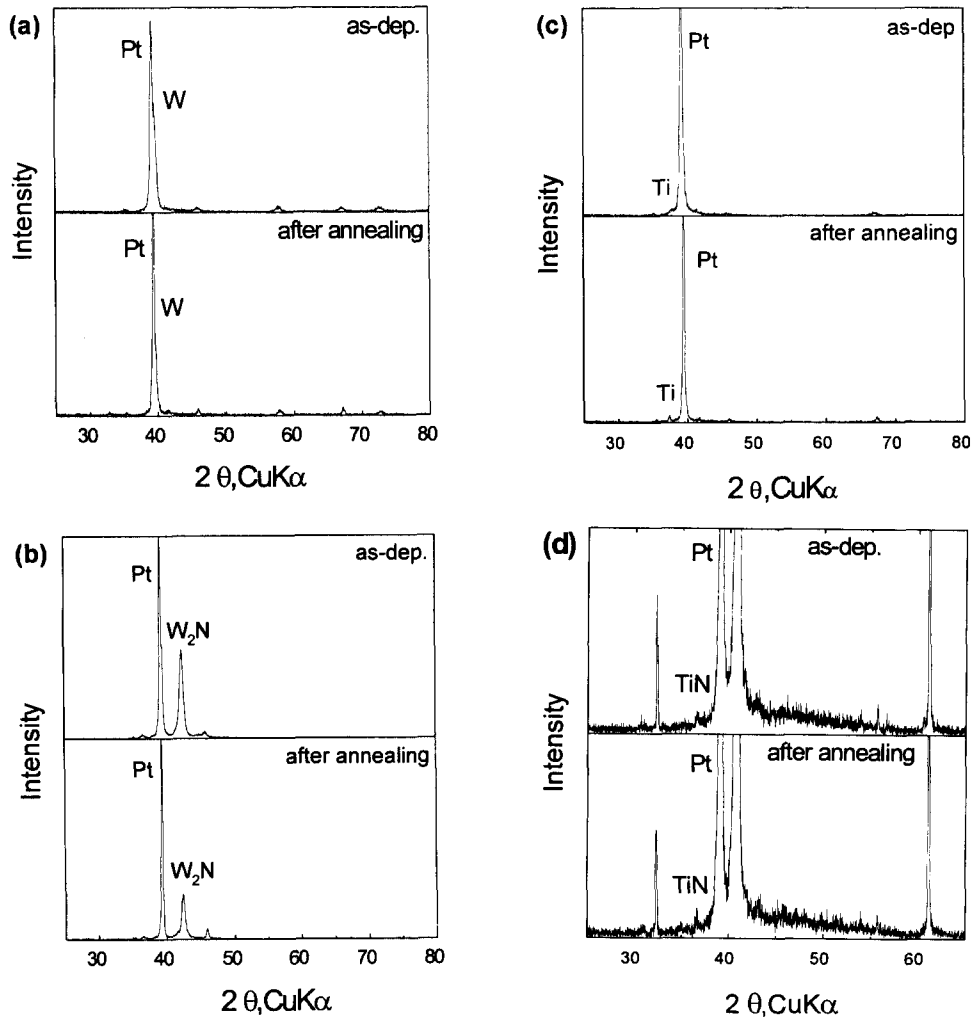 (a)
as-dep.
Pt
W
after annealing
Pt
W
Intensity
30 40 50 60 70 80
2 θ,CuKα
(c)
as-dep
Pt
Ti
after annealing
Pt
Ti
Intensity
30 40 50 60 70 80
2 θ,CuKα
(b)
as-dep.
Pt
W₂N
after annealing
Pt
W₂N
Intensity
30 40 50 60 70 80
2 θ,CuKα
(d)
Pt
as-dep.
TiN
Pt
after annealing
TiN
Intensity
30 40 50 60
2 θ,CuKα